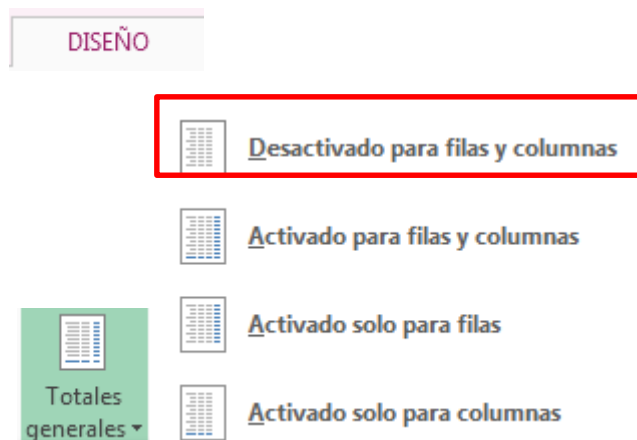 DISEÑO
Desactivado para filas y columnas
Activado para filas y columnas
Activado solo para filas
Totales
generales
Activado solo para columnas